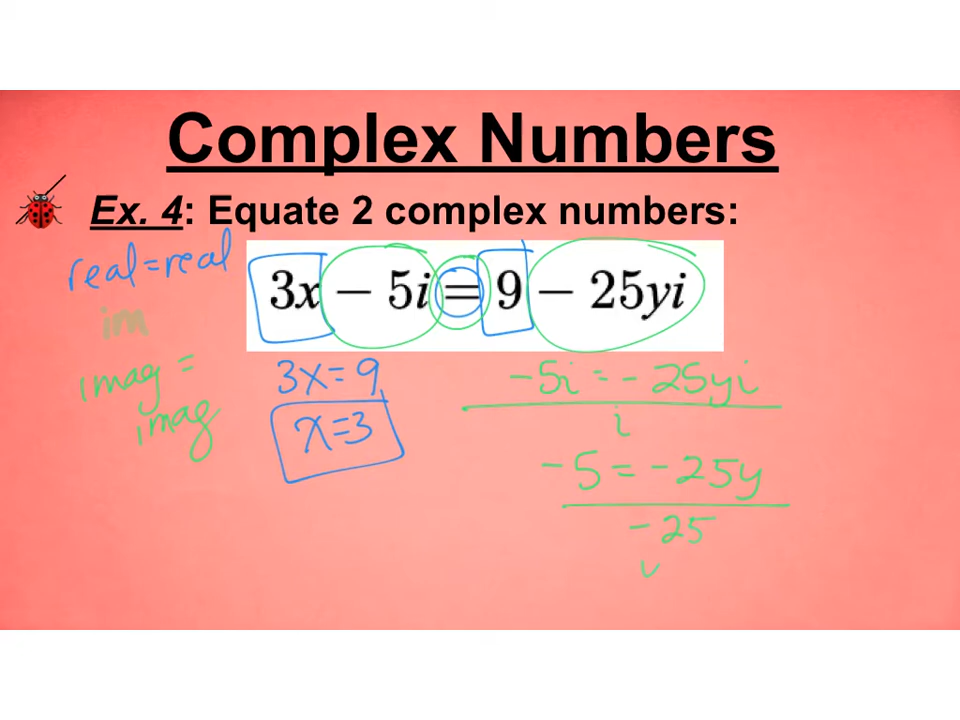 Complex Numbers
Ex. 4: Equate 2 complex numbers:
real=real
3x − 5i = 9 − 25yi
im
imag =
imag
3x = 9
x=3
-5i = -25yi
i
-5 = -25y
-25